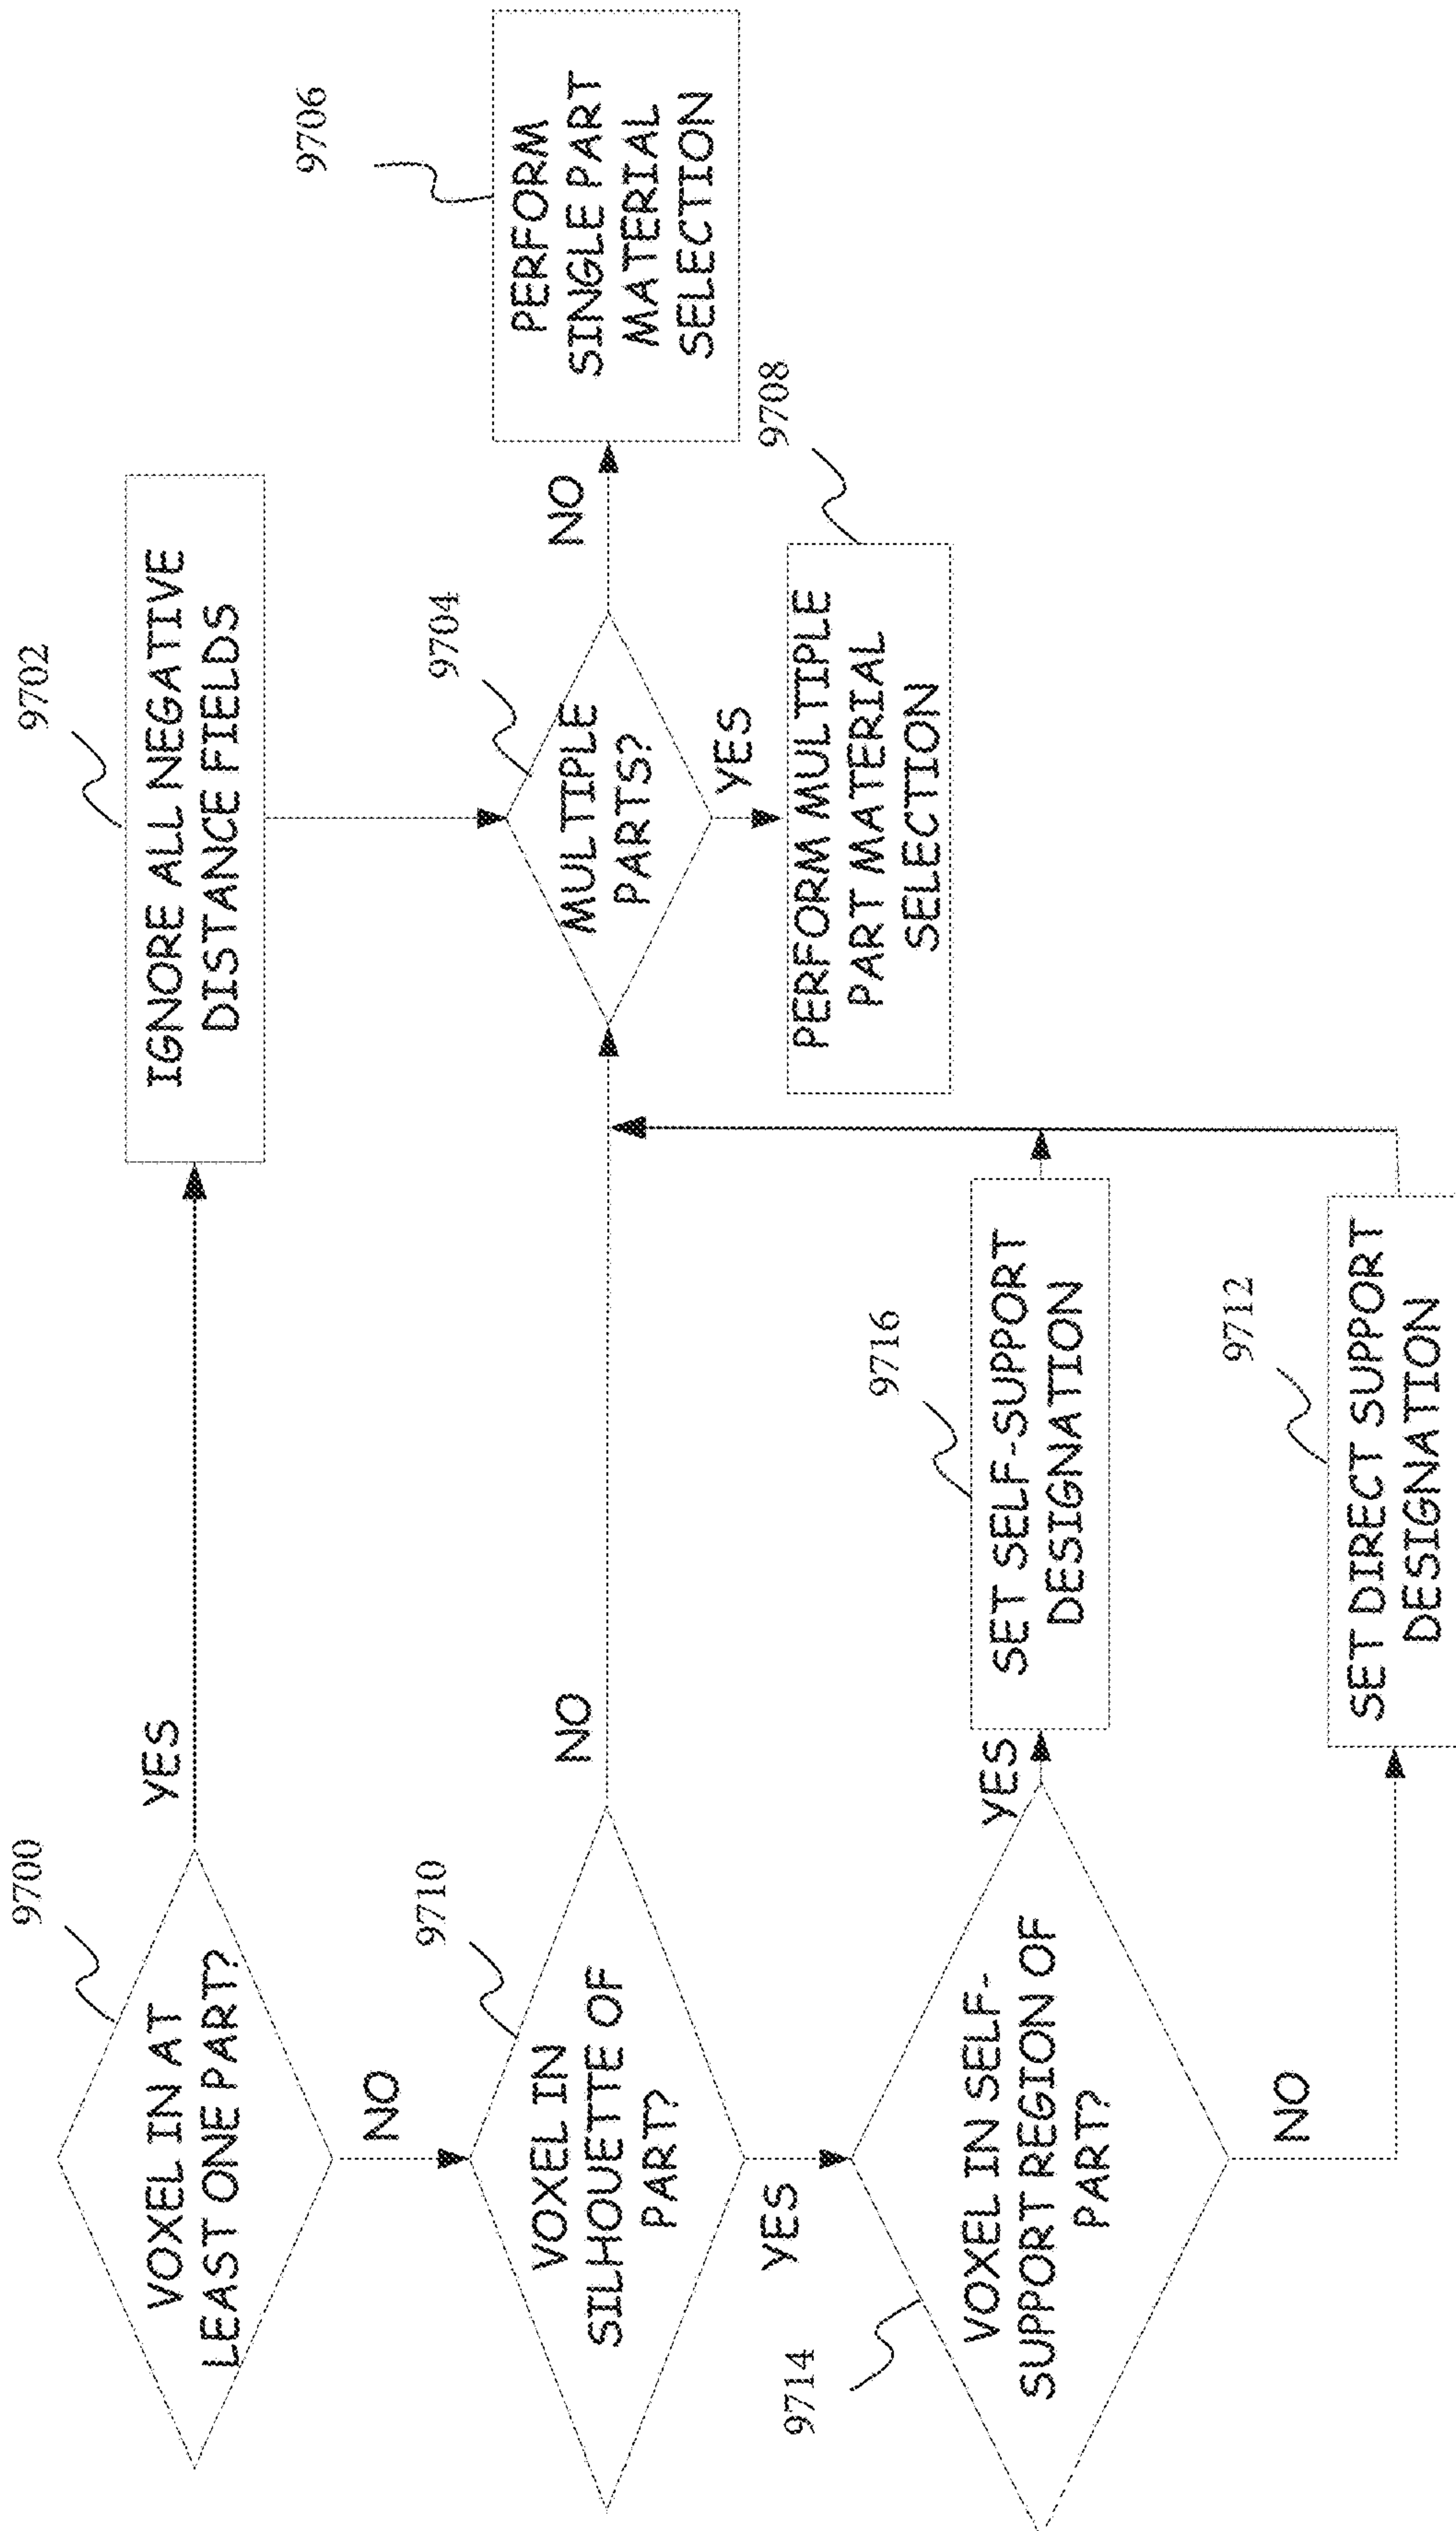 9700
VOXEL IN AT
LEAST ONE PART?
YES
9702
IGNORE ALL NEGATIVE
DISTANCE FIELDS
NO
9710
VOXEL IN
SILHOUETTE OF
PART?
NO
9704
MULTIPLE
PARTS?
NO
9706
PERFORM
SINGLE PART
MATERIAL
SELECTION
YES
9708
PERFORM MULTIPLE
PART MATERIAL
SELECTION
YES
9714
VOXEL IN SELF-
SUPPORT REGION OF
PART?
YES
9716
SET SELF-SUPPORT
DESIGNATION
NO
9712
SET DIRECT SUPPORT
DESIGNATION